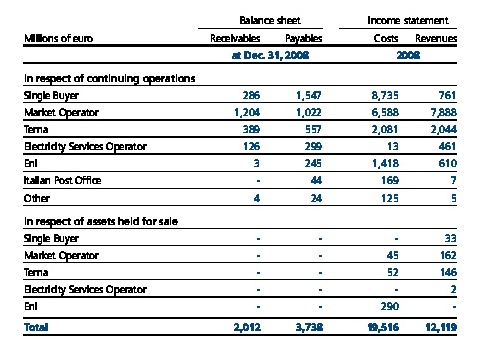 Balance sheet Income statement
Millions of euro Receivables Payables Costs Revenues
at Dec. 31, 2008 2008
In respect of continuing operations
Single Buyer 286 1,547 8,735 761
Market Operator 1,204 1,022 6,588 7,888
Terna 389 557 2,081 2,044
Electricity Services Operator 126 299 13 461
Eni 3 245 1,418 610
Italian Post Office - 44 169 7
Other 4 24 125 5
In respect of assets held for sale
Single Buyer - - - 33
Market Operator - - 45 162
Terna - - 52 146
Electricity Services Operator - - - 2
Eni - - 290 -
Total 2,012 3,738 19,516 12,119